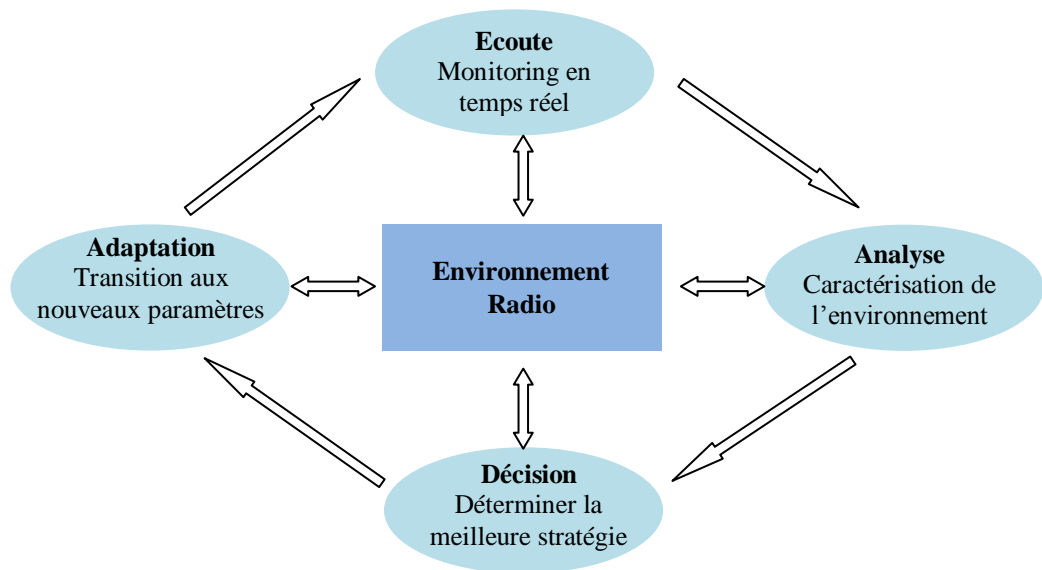 Ecoute
Monitoring en
temps réel
Adaptation
Transition aux
nouveaux paramètres
Environnement
Radio
Analyse
Caractérisation de
l’environnement
Décision
Déterminer la
meilleure stratégie